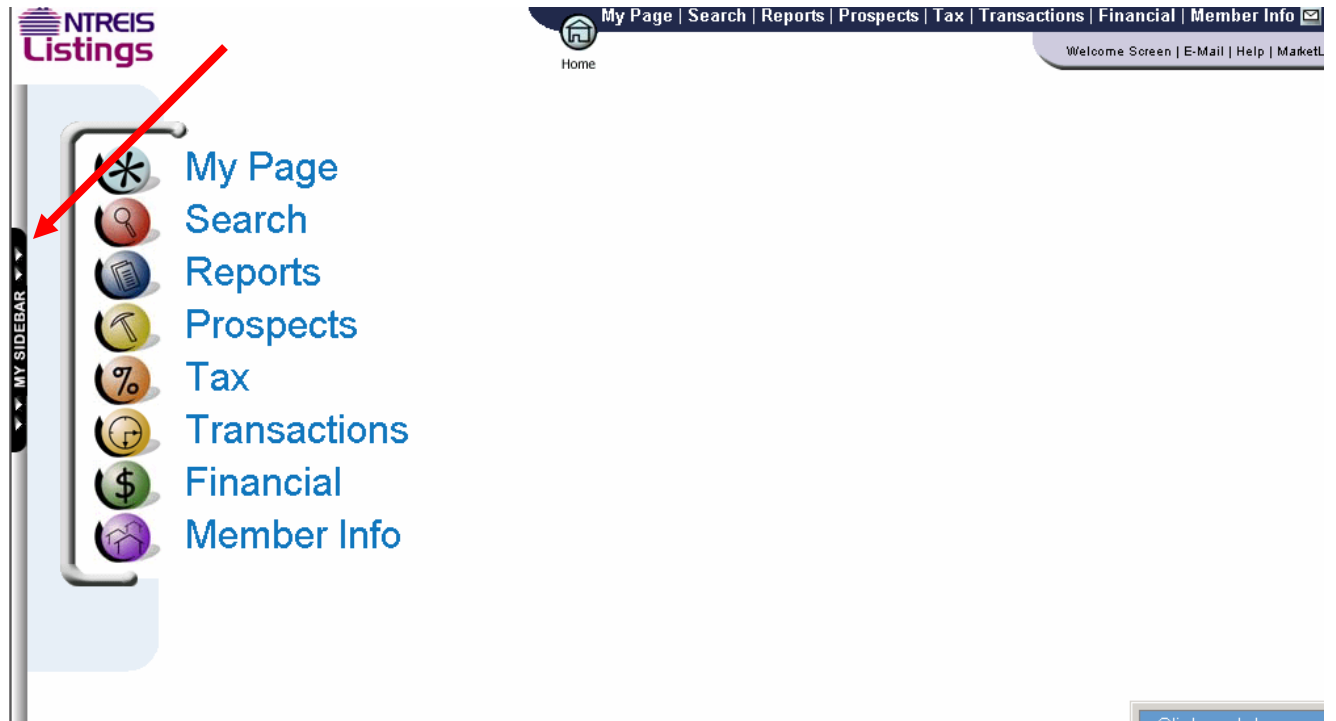 NTREIS
Listings
My Page | Search | Reports | Prospects | Tax | Transactions | Financial | Member Info
Home
Welcome Screen | E-Mail | Help |
My Page
Search
Reports
Prospects
Tax
Transactions
Financial
Member Info
MY SIDEBAR